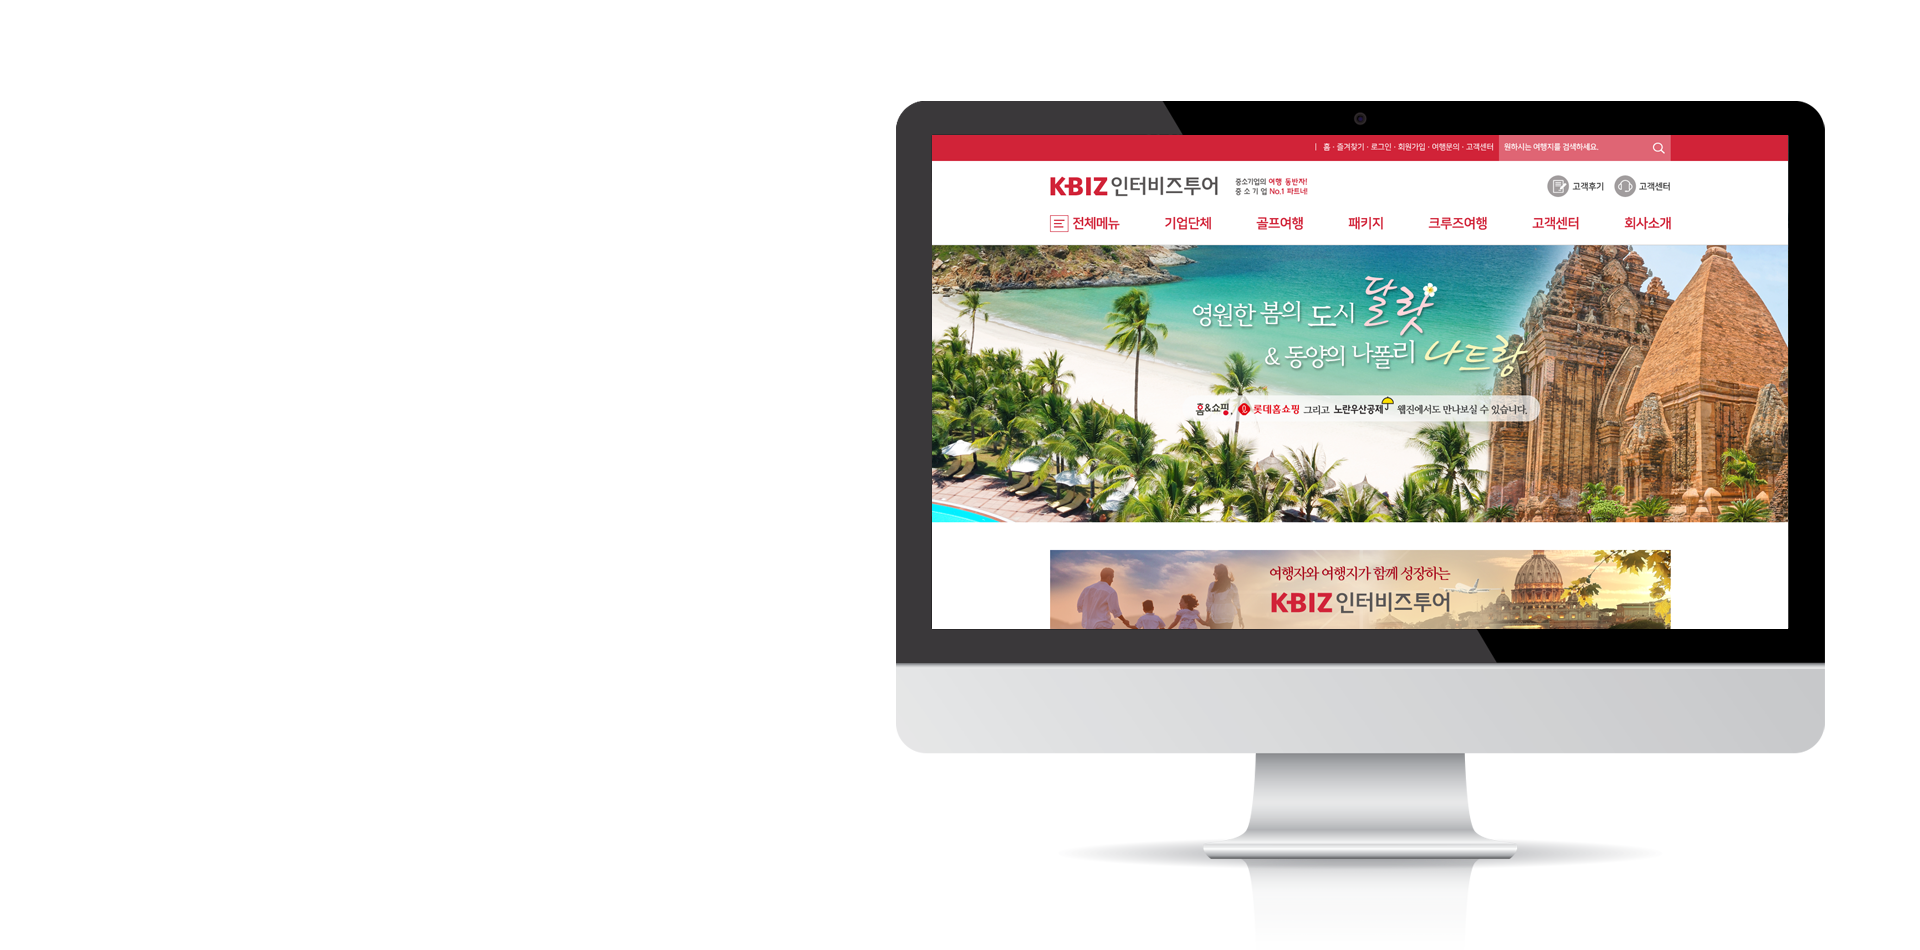 | 홈 · 즐겨찾기 · 로그인 · 회원가입 · 여행문의 · 고객센터
원하시는 여행지를 검색하세요.
K-BIZ 인터비즈투어
중소기업의 여행 동반자!
중 소 기 업 No.1 파트너!
고객후기
고객센터
전체메뉴 기업단체 골프여행 패키지 크루즈여행 고객센터 회사소개
영원한 봄의 도시 달랏
& 동양의 나폴리 나트랑
홈&쇼핑, 롯데홈쇼핑 그리고 노란우산공제 웹진에서도 만나보실 수 있습니다.
여행자와 여행지가 함께 성장하는
K-BIZ 인터비즈투어